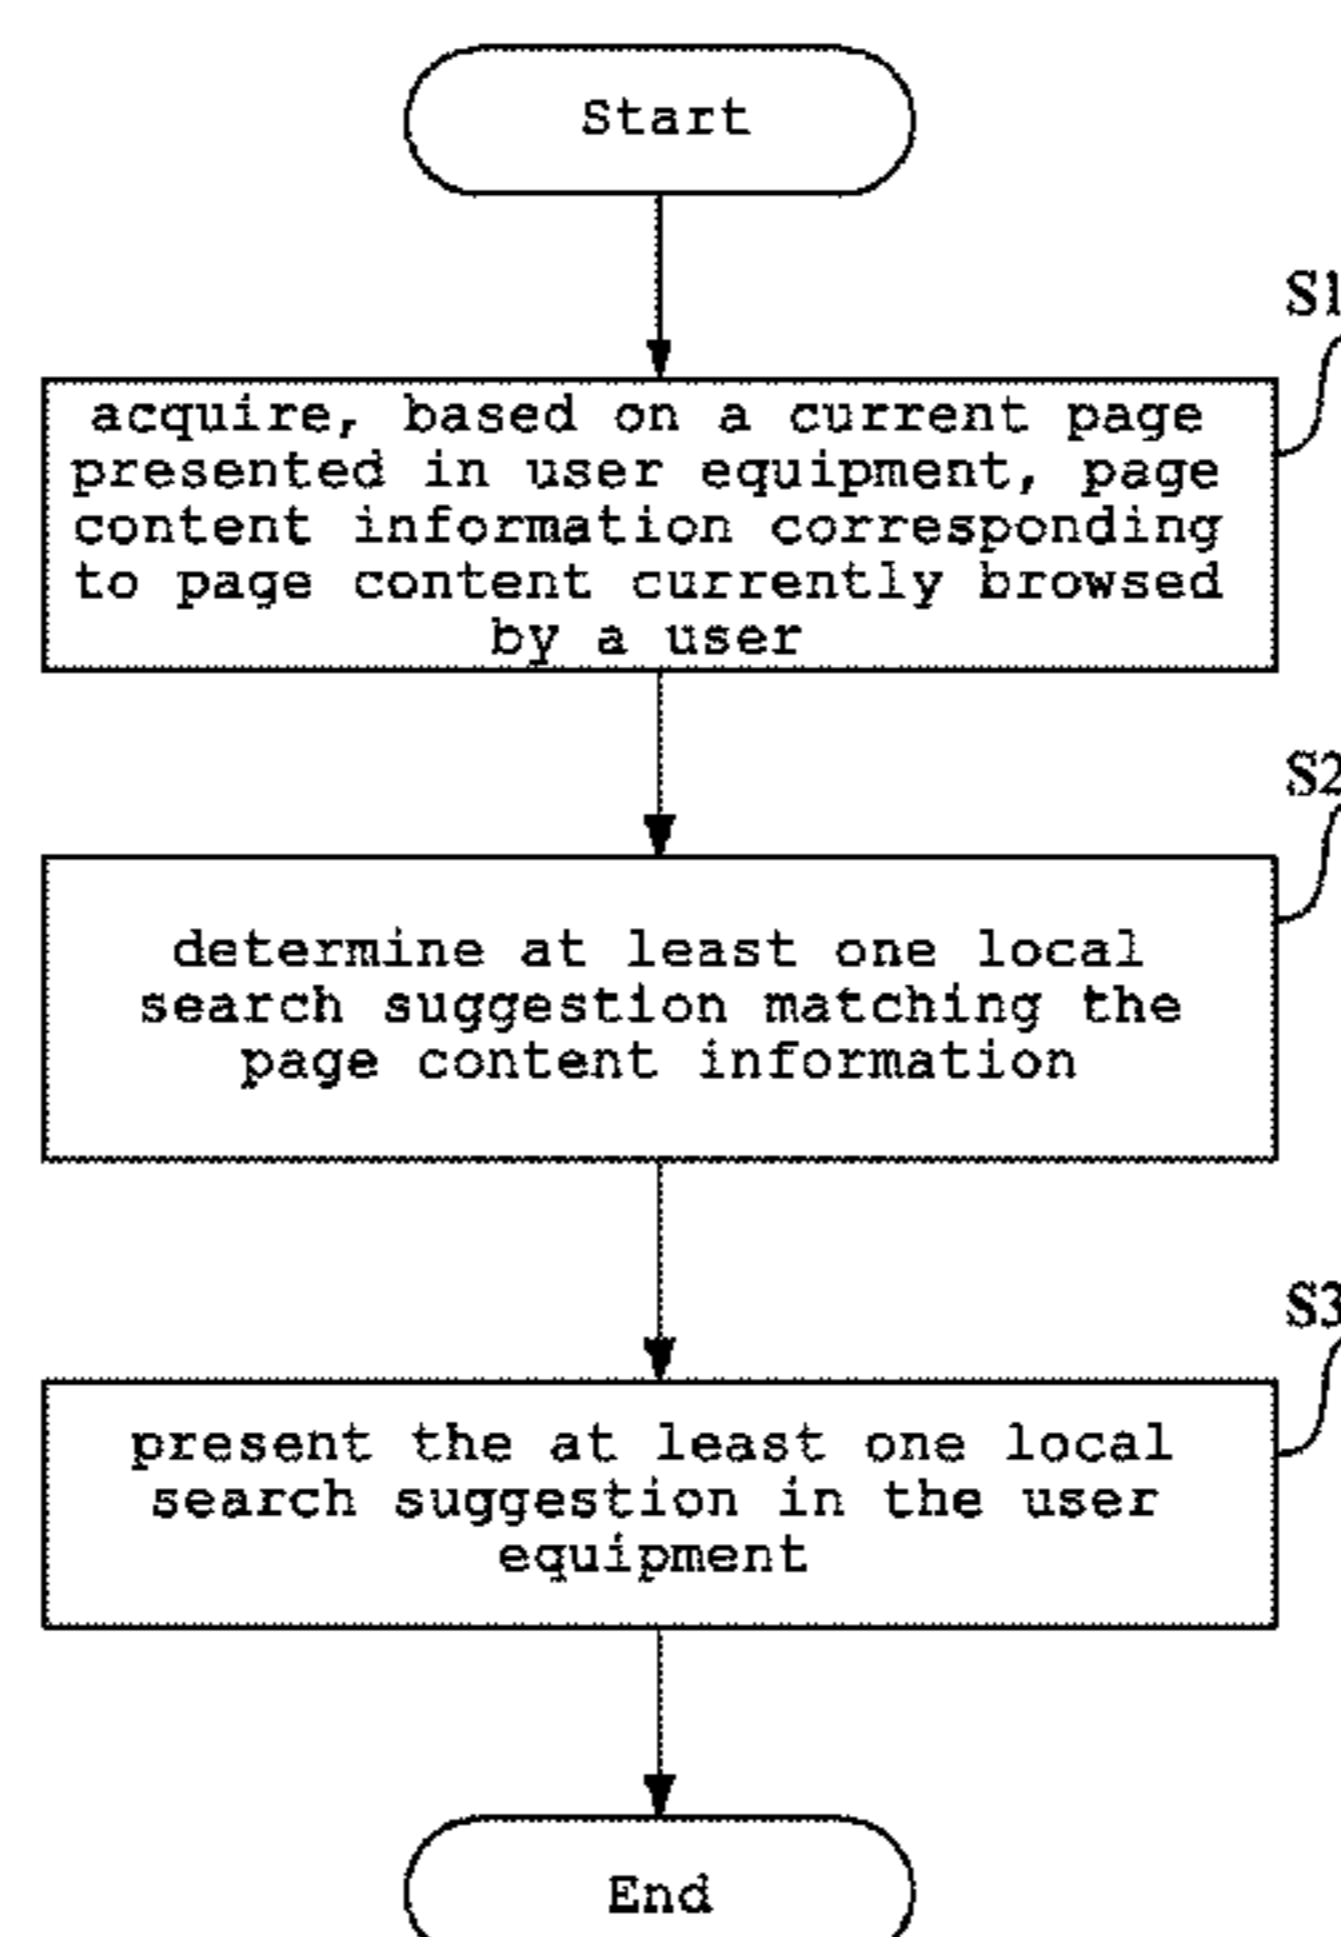 Start
S1
acquire, based on a current page
presented in user equipment, page
content information corresponding
to page content currently browsed
by a user
S2
determine at least one local
search suggestion matching the
page content information
S3
present the at least one local
search suggestion in the user
equipment
End